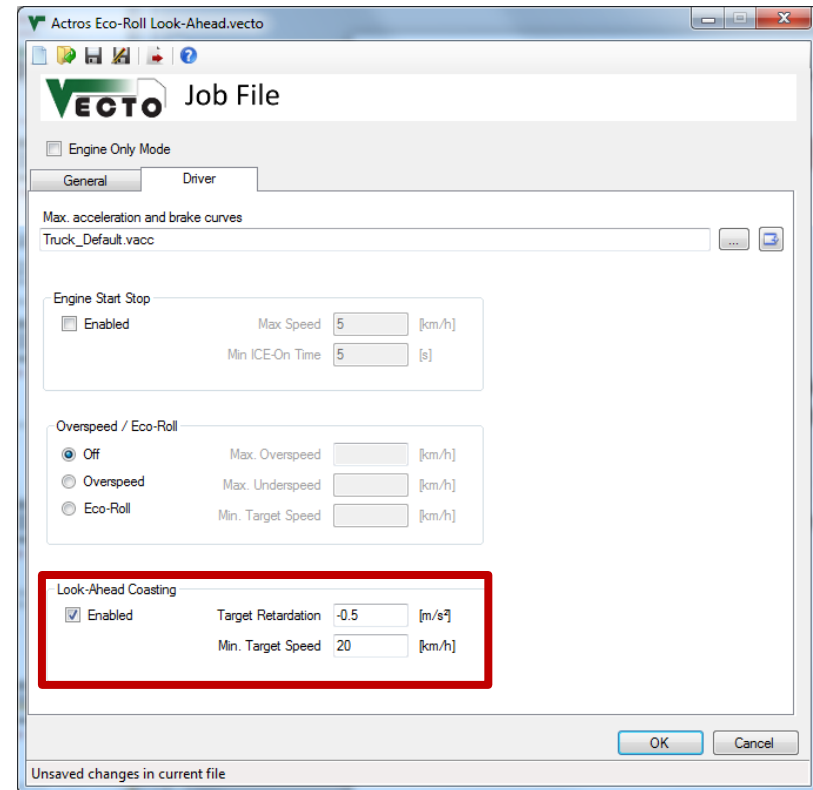 Actros Eco-Roll Look-Ahead.vecto
VECTO Job File
Engine Only Mode
General Driver
Max. acceleration and brake curves
Truck_Default.vacc ...
Engine Start Stop
Enabled Max Speed 5 [km/h]
Min ICE-On Time 5 [s]
Overspeed / Eco-Roll
Off Max. Overspeed [km/h]
Overspeed Max. Underspeed [km/h]
Eco-Roll Min. Target Speed [km/h]
Look-Ahead Coasting
Enabled Target Retardation -0.5 [m/s²]
Min. Target Speed 20 [km/h]
OK Cancel
Unsaved changes in current file